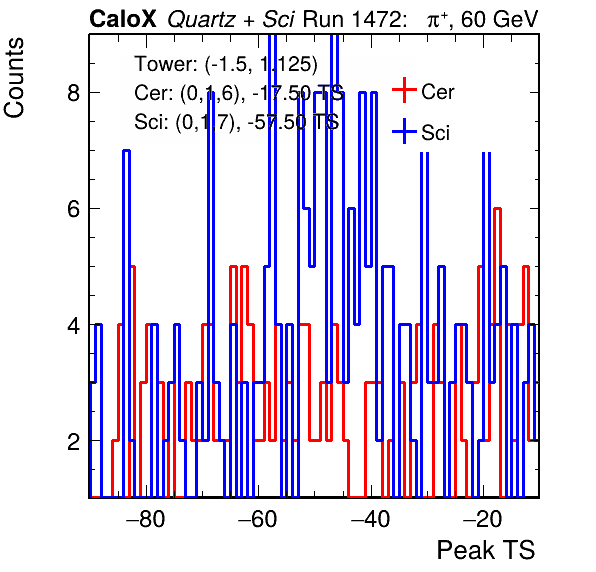 CaloX Quartz + Sci Run 1472: π+, 60 GeV
Counts
Tower: (-1.5, 1.125)
Cer: (0,1,6), -17.50 TS
Sci: (0,1,7), -57.50 TS
Cer
Sci
8
6
4
2
−80 −60 −40 −20
Peak TS